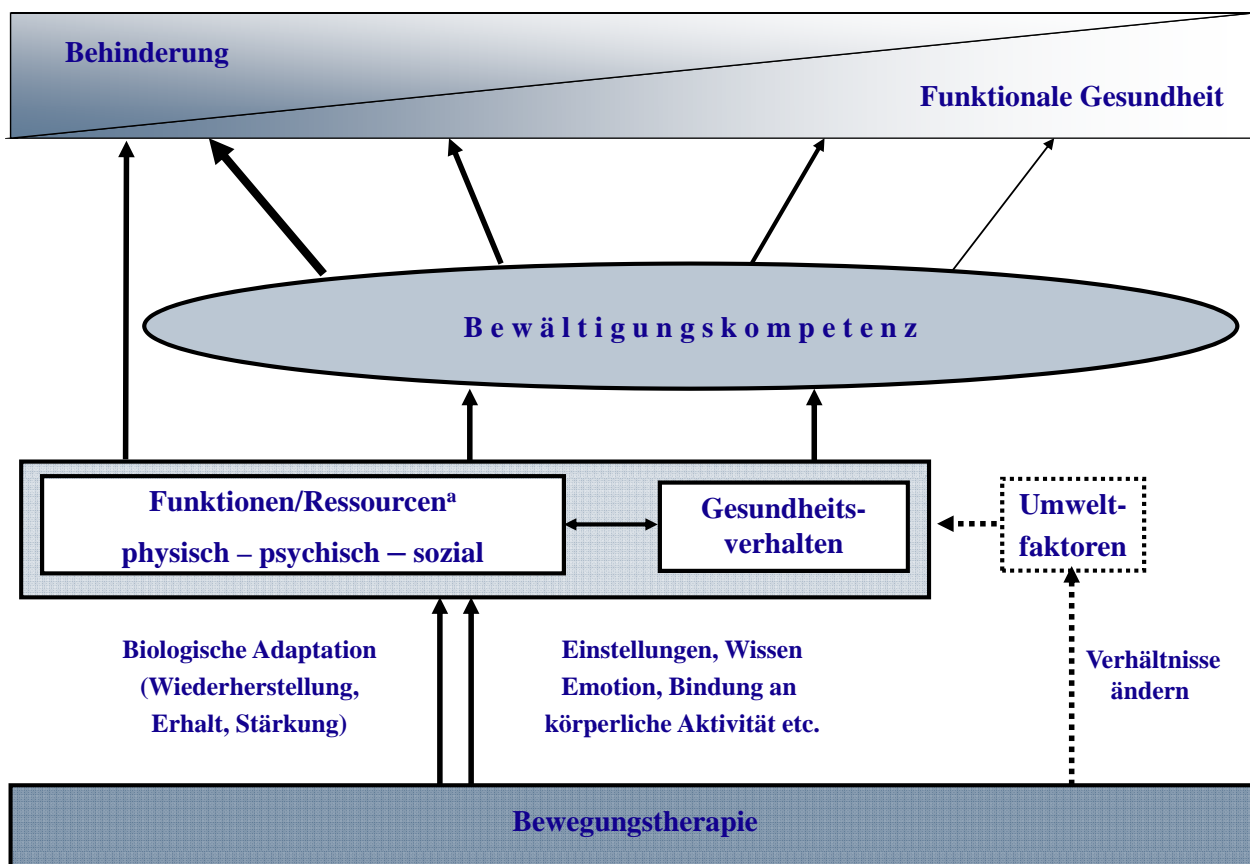 Behinderung
Funktionale Gesundheit
Bewältigungskompetenz
Funktionen/Ressourcenᵃ
physisch – psychisch – sozial
Gesundheits-
verhalten
Umwelt-
faktoren
Biologische Adaptation
(Wiederherstellung,
Erhalt, Stärkung)
Einstellungen, Wissen
Emotion, Bindung an
körperliche Aktivität etc.
Verhältnisse
ändern
Bewegungstherapie